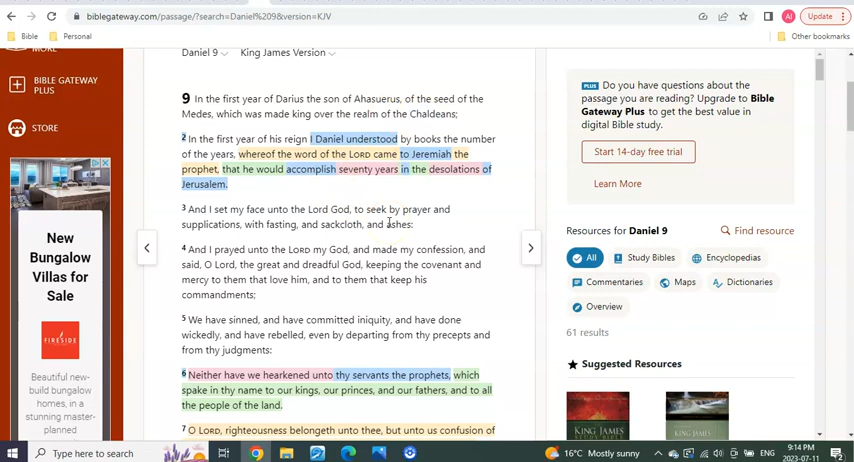 biblegateway.com/passage/?search=Daniel%209&version=KJV
AI
Update
Bible
Personal
Other bookmarks
MORE
BIBLE GATEWAY
PLUS
STORE
New
Bungalow
Villas for
Sale
FIRESIDE
Beautiful new-
build bungalow
homes, in a
stunning master-
planned
Daniel 9
King James Version
9 In the first year of Darius the son of Ahasuerus, of the seed of the
Medes, which was made king over the realm of the Chaldeans;
2 In the first year of his reign I Daniel understood by books the number
of the years, whereof the word of the LORD came to Jeremiah the
prophet, that he would accomplish seventy years in the desolations of
Jerusalem.
3 And I set my face unto the Lord God, to seek by prayer and
supplications, with fasting, and sackcloth, and ashes:
4 And I prayed unto the LORD my God, and made my confession, and
said, O Lord, the great and dreadful God, keeping the covenant and
mercy to them that love him, and to them that keep his
commandments;
5 We have sinned, and have committed iniquity, and have done
wickedly, and have rebelled, even by departing from thy precepts and
from thy judgments:
6 Neither have we hearkened unto thy servants the prophets, which
spake in thy name to our kings, our princes, and our fathers, and to all
the people of the land.
7 O LORD, righteousness belongeth unto thee, but unto us confusion of
PLUS Do you have questions about the
passage you are reading? Upgrade to Bible
Gateway Plus to get the best value in
digital Bible study.
Start 14-day free trial
Learn More
Resources for Daniel 9
Find resource
All
Study Bibles
Encyclopedias
Commentaries
Maps
Dictionaries
Overview
61 results
Suggested Resources
KING JAMES
KING JAMES
Type here to search
16°C Mostly sunny
ENG
9:14 PM
2023-07-11
2